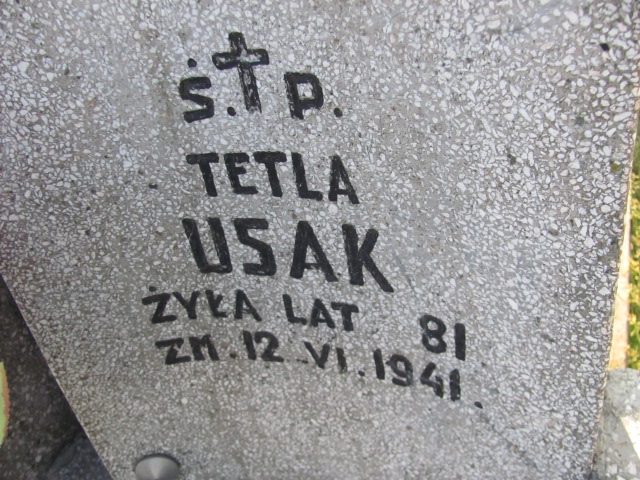 Ś. P.
TETLA
USAK
ŻYŁA LAT 81
ZM. 12 VI. 1941.